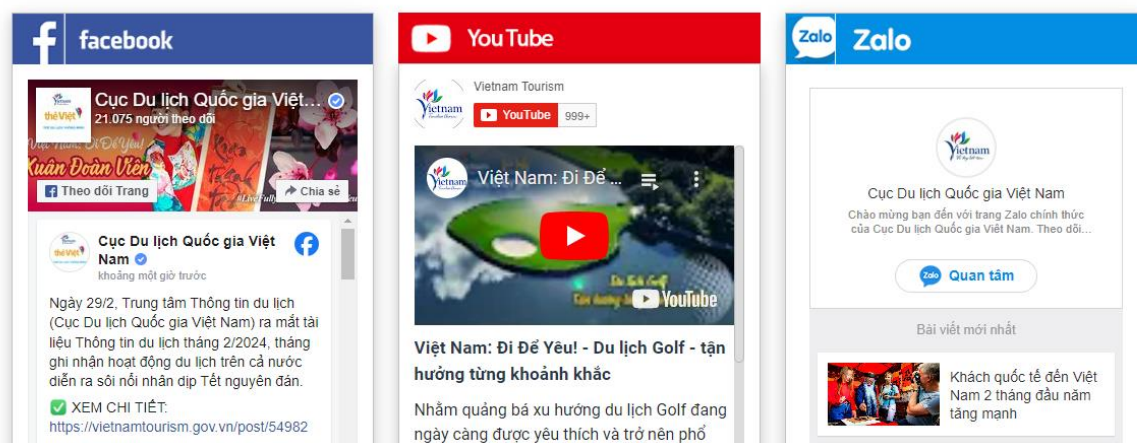 facebook
Cục Du lịch Quốc gia Việt...
21.075 người theo dõi
thẻ Việt
Xuân Đoàn Viên
Theo dõi Trang
Chia sẻ
Cục Du lịch Quốc gia Việt
Nam
khoảng một giờ trước
Ngày 29/2, Trung tâm Thông tin du lịch
(Cục Du lịch Quốc gia Việt Nam) ra mắt tài
liệu Thông tin du lịch tháng 2/2024, tháng
ghi nhận hoạt động du lịch trên cả nước
diễn ra sôi nổi nhân dịp Tết nguyên đán.
XEM CHI TIẾT:
https://vietnamtourism.gov.vn/post/54982
YouTube
Vietnam Tourism
Vietnam
YouTube 999+
Vietnam
Việt Nam: Đi Để ...
Du lịch Golf
YouTube
Việt Nam: Đi Để Yêu! - Du lịch Golf - tận
hưởng từng khoảnh khắc
Nhằm quảng bá xu hướng du lịch Golf đang
ngày càng được yêu thích và trở nên phổ
Zalo
Zalo
Vietnam
Cục Du lịch Quốc gia Việt Nam
Chào mừng bạn đến với trang Zalo chính thức
của Cục Du lịch Quốc gia Việt Nam. Theo dõi...
Zalo
Quan tâm
Bài viết mới nhất
Khách quốc tế đến Việt
Nam 2 tháng đầu năm
tăng mạnh